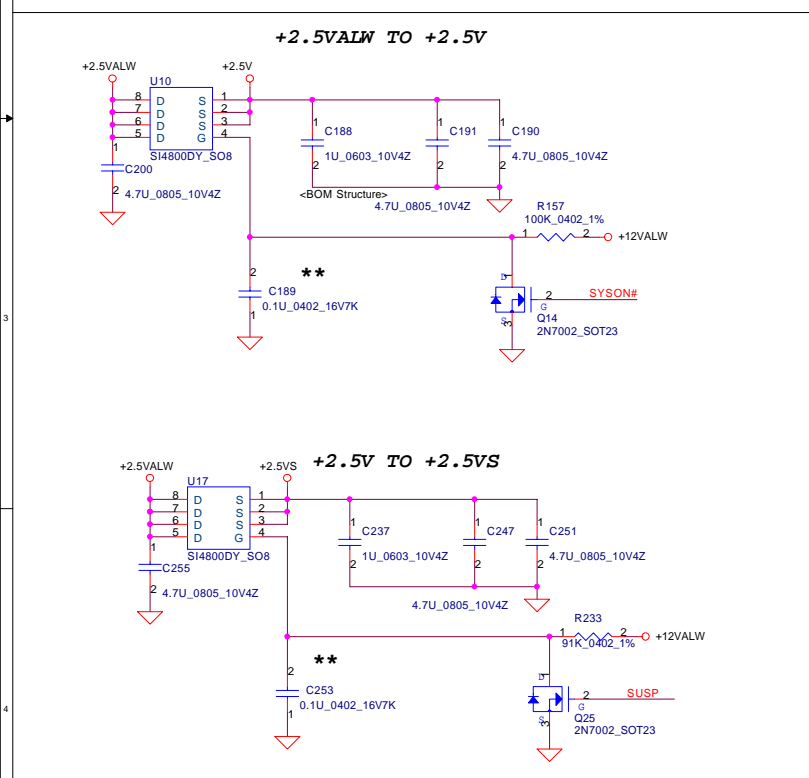 +2.5VALW TO +2.5V
+2.5VALW
+2.5V
U10
8 D S 1
7 D S 2
6 D S 3
5 D G 4
SI4800DY_SO8
1
C200
2
4.7U_0805_10V4Z
1
C188
1U_0603_10V4Z
2
1
C191
2
4.7U_0805_10V4Z
1
C190
4.7U_0805_10V4Z
2
<BOM Structure>
R157
100K_0402_1%
1 2
+12VALW
2
**
C189
0.1U_0402_16V7K
1
D 1
2
G
SYSON#
S 3
Q14
2N7002_SOT23
3
+2.5V TO +2.5VS
+2.5VALW
+2.5VS
U17
8 D S 1
7 D S 2
6 D S 3
5 D G 4
SI4800DY_SO8
1
C255
2
4.7U_0805_10V4Z
1
C237
1U_0603_10V4Z
2
1
C247
2
4.7U_0805_10V4Z
1
C251
4.7U_0805_10V4Z
2
R233
1 2
91K_0402_1%
+12VALW
2
**
C253
0.1U_0402_16V7K
1
D 1
2
G
SUSP
S 3
Q25
2N7002_SOT23
4